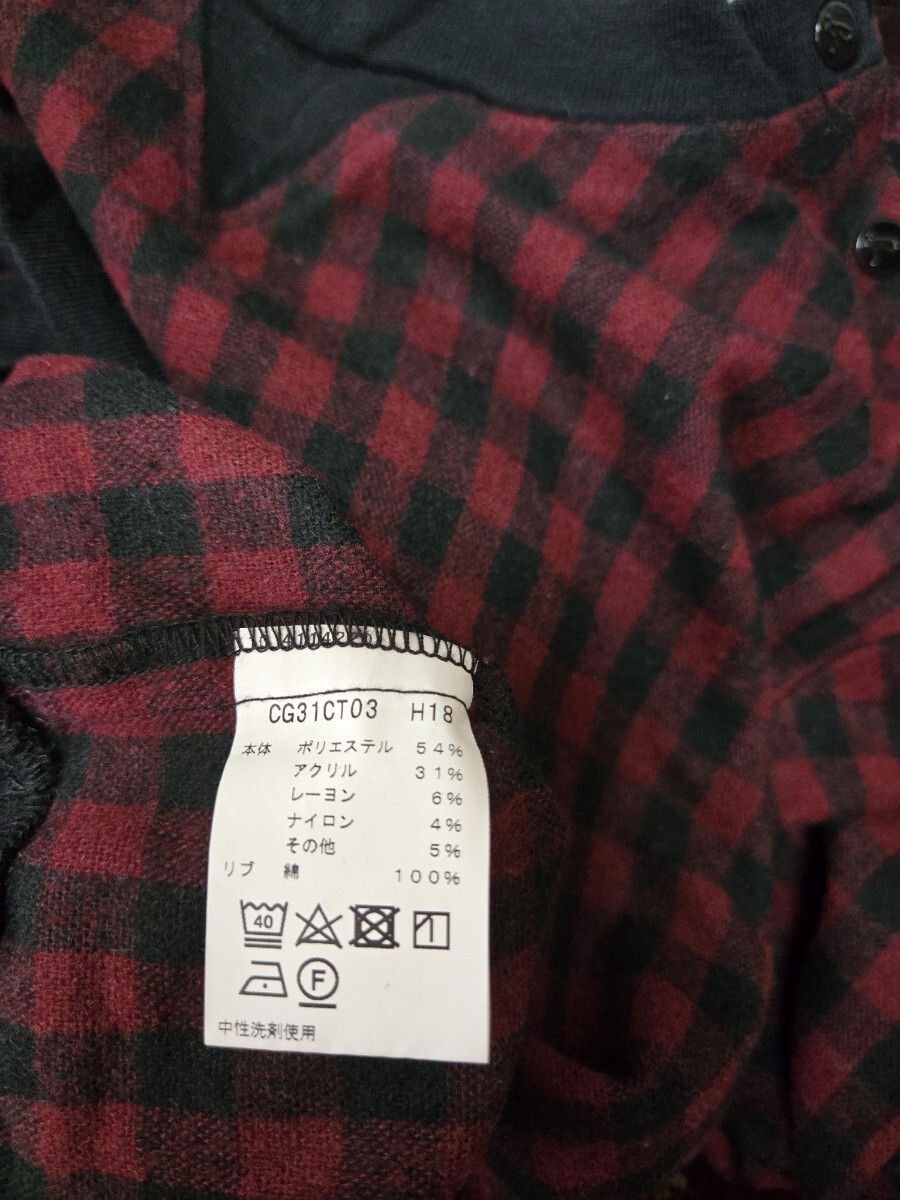 CG31CT03 H18
本体 ポリエステル 54%
アクリル 31%
レーヨン 6%
ナイロン 4%
その他 5%
リブ 綿 100%
40
F
中性洗剤使用